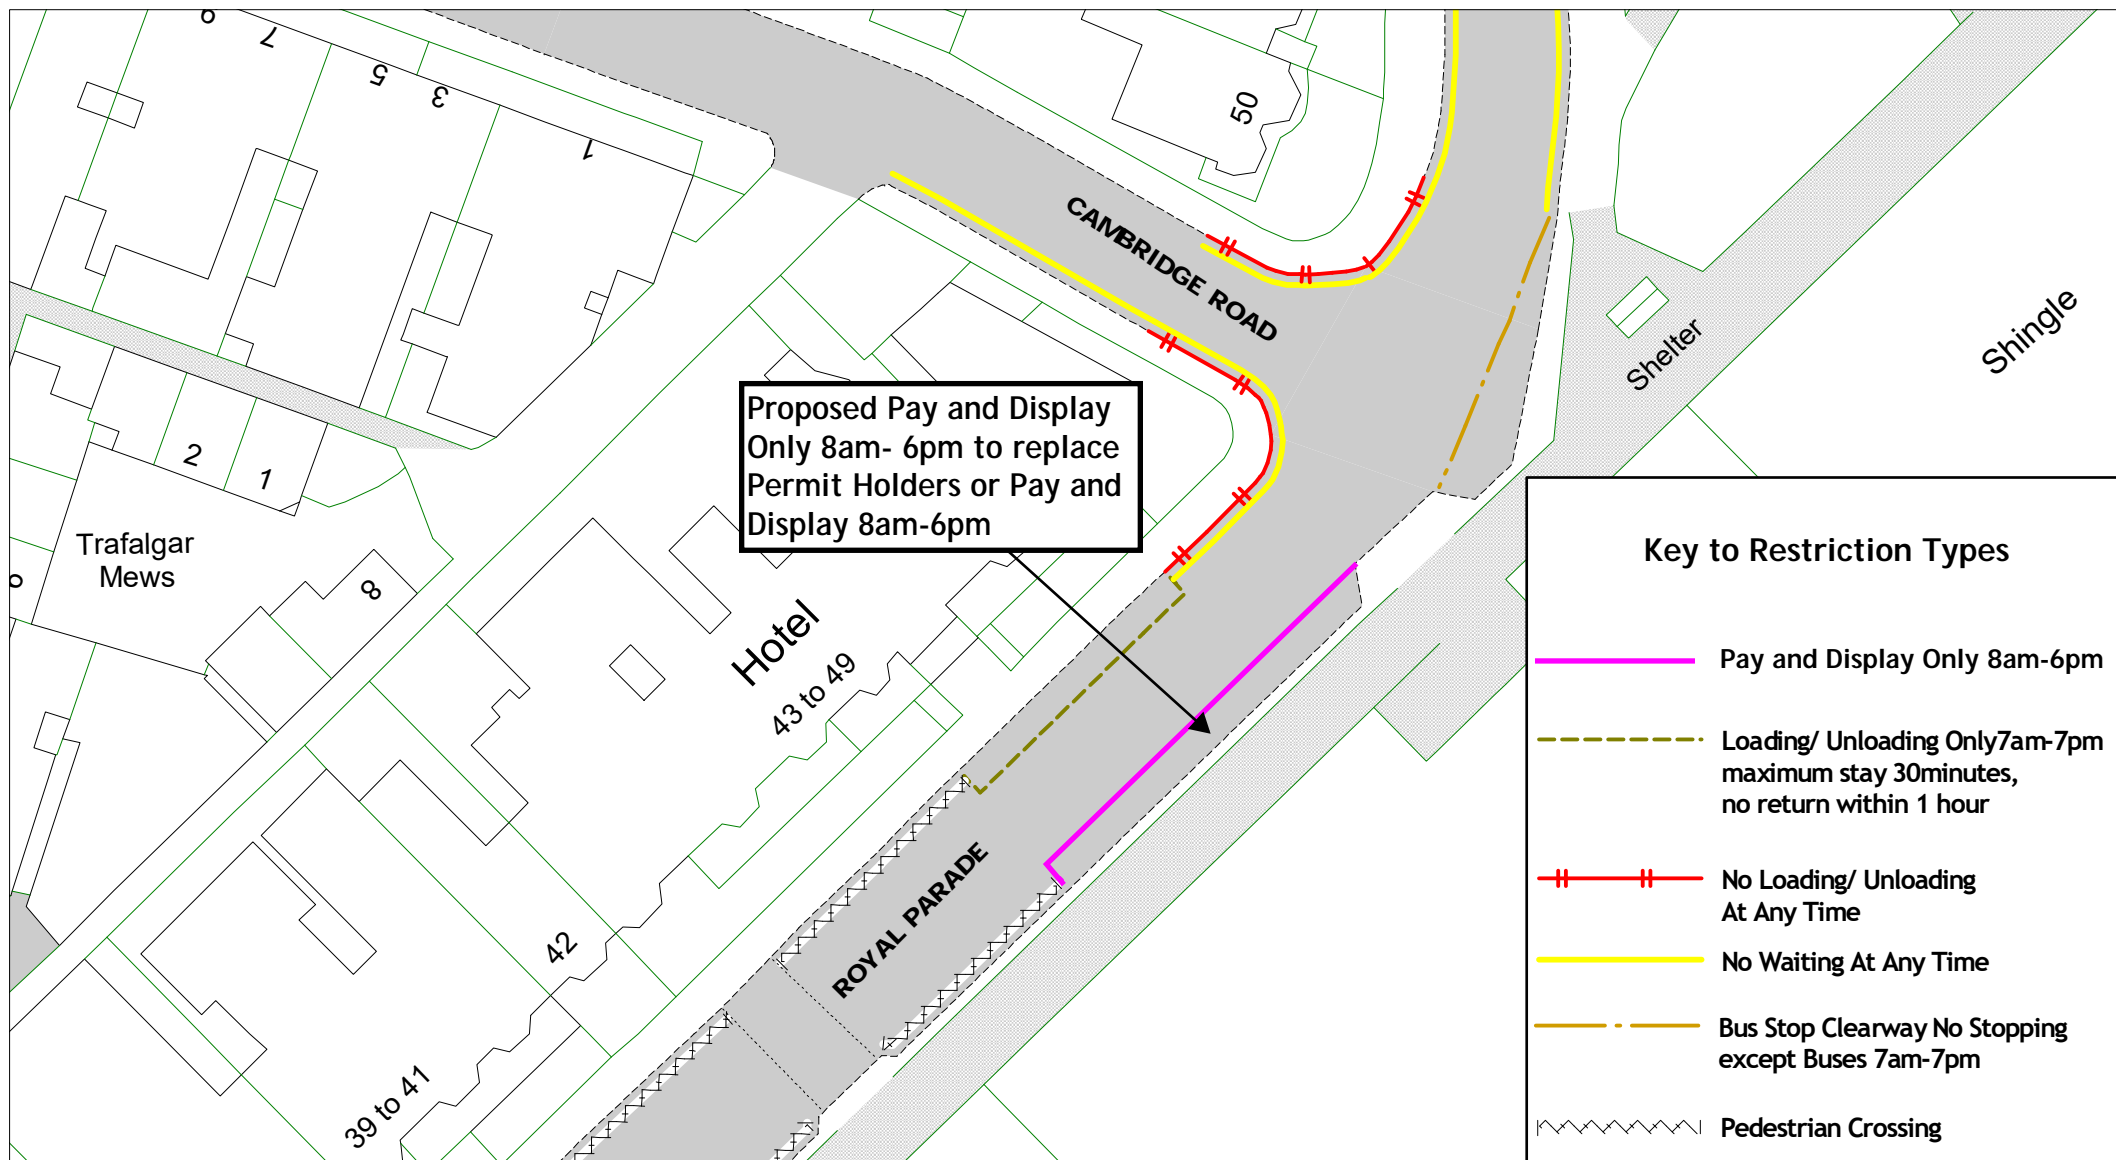 9
7
5
3
1
50
CAMBRIDGE ROAD
Shelter
Shingle
Proposed Pay and Display
Only 8am- 6pm to replace
Permit Holders or Pay and
Display 8am-6pm
2
1
Trafalgar
Mews
8
Hotel
43 to 49
ROYAL PARADE
42
39 to 41
Key to Restriction Types
Pay and Display Only 8am-6pm
Loading/ Unloading Only7am-7pm
maximum stay 30minutes,
no return within 1 hour
No Loading/ Unloading
At Any Time
No Waiting At Any Time
Bus Stop Clearway No Stopping
except Buses 7am-7pm
Pedestrian Crossing